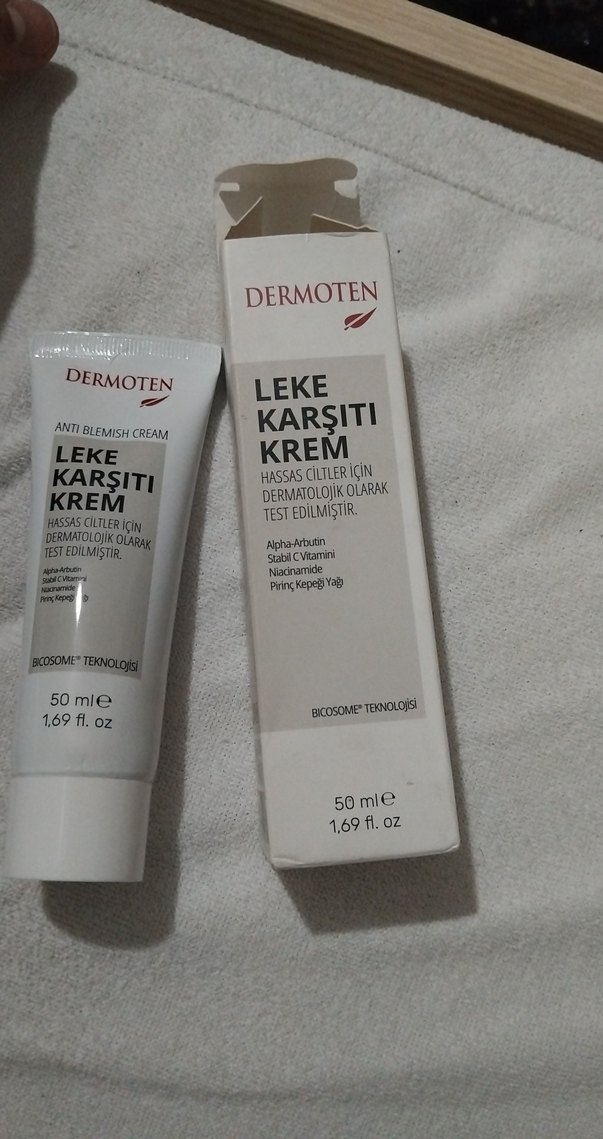 DERMOTEN
ANTI BLEMISH CREAM
LEKE
KARŞITI
KREM
HASSAS CİLTLER İÇİN
DERMATOLOJİK OLARAK
TEST EDİLMİŞTİR.
Alpha-Arbutin
Stabil C Vitamini
Niacinamide
Pirinç Kepeği Yağı
BICOSOME® TEKNOLOJİSİ
50 ml℮
1,69 fl. oz
DERMOTEN
LEKE
KARŞITI
KREM
HASSAS CİLTLER İÇİN
DERMATOLOJİK OLARAK
TEST EDİLMİŞTİR.
Alpha-Arbutin
Stabil C Vitamini
Niacinamide
Pirinç Kepeği Yağı
BICOSOME® TEKNOLOJİSİ
50 ml℮
1,69 fl. oz